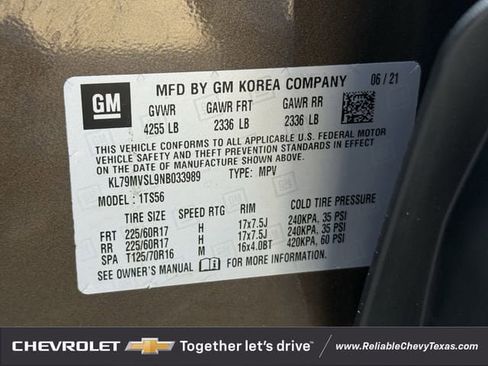 GM
MFD BY GM KOREA COMPANY 06/21
GVWR GAWR FRT GAWR RR
4255 LB 2336 LB 2336 LB
THIS VEHICLE CONFORMS TO ALL APPLICABLE U.S. FEDERAL MOTOR
VEHICLE SAFETY AND THEFT PREVENTION STANDARDS IN EFFECT ON
THE DATE OF MANUFACTURE SHOWN ABOVE.
KL79MVSL9NB033989 TYPE: MPV
MODEL: 1TS56
SPEED RTG RIM COLD TIRE PRESSURE
FRT 225/60R17 H 17x7.5J 240KPA, 35 PSI
RR 225/60R17 H 17x7.5J 240KPA, 35 PSI
SPA T125/70R16 M 16x4.0BT 420KPA, 60 PSI
SEE OWNER'S MANUAL FOR MORE INFORMATION.
CHEVROLET Together let's drive™ www.ReliableChevyTexas.com